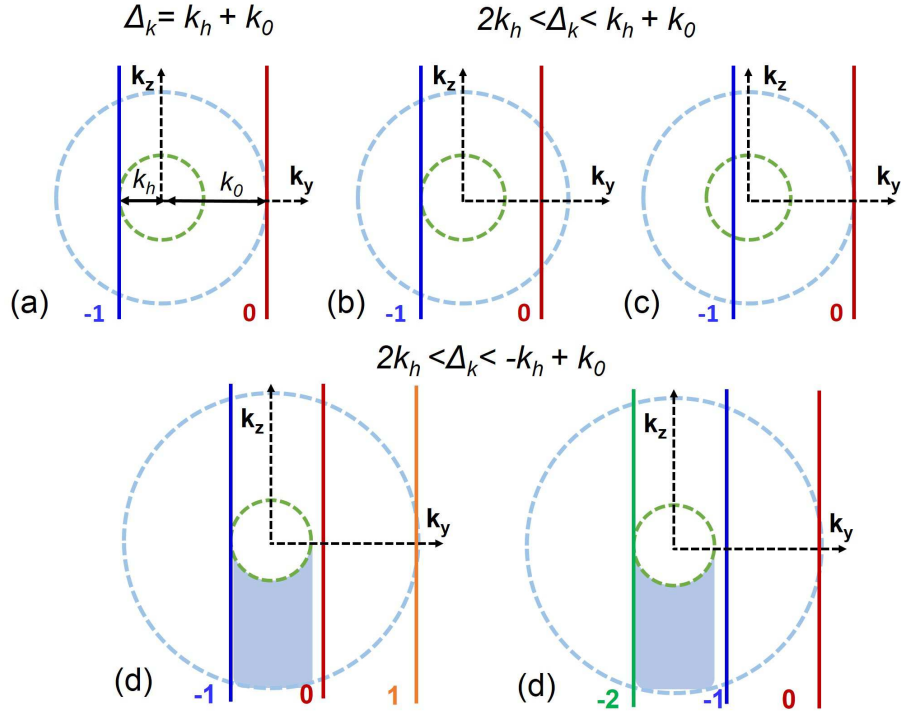 Δk = kh + k0
2kh <Δk< kh + k0
kz
kh
k0
ky
(a)
-1
0
kz
ky
(b)
-1
0
kz
ky
(c)
-1
0
2kh <Δk< -kh + k0
kz
ky
(d)
-1
0
1
kz
ky
(d)
-2
-1
0